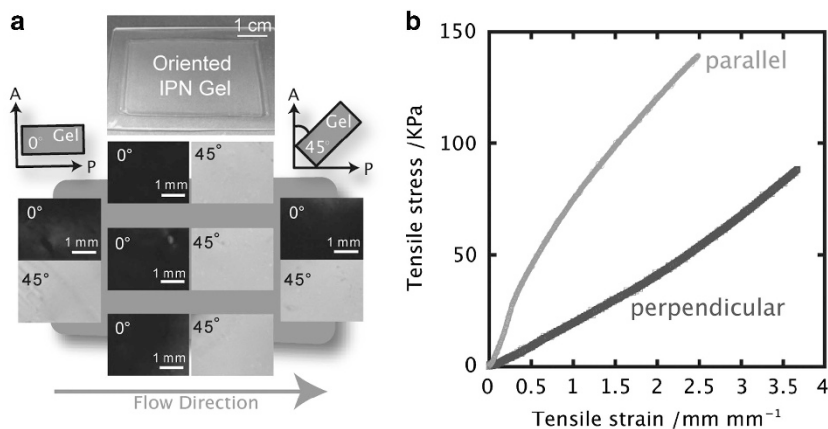 a
1 cm
Oriented
IPN Gel
A
0° Gel
P
A
Gel
45°
P
0°
1 mm
45°
0°
1 mm
45°
0°
1 mm
45°
0°
1 mm
45°
0°
1 mm
45°
Flow Direction
b
150
100
50
0
Tensile stress /KPa
parallel
perpendicular
0 0.5 1 1.5 2 2.5 3 3.5 4
Tensile strain /mm mm⁻¹